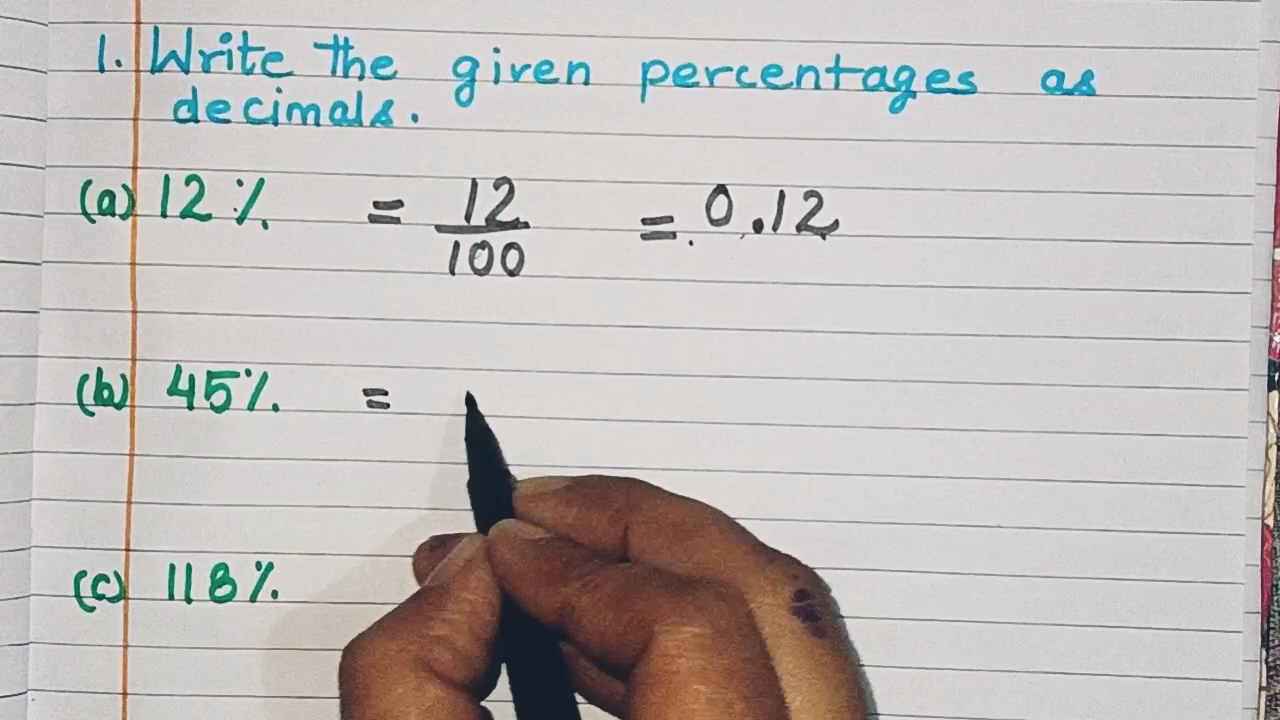 1. Write the given percentages as
decimals.
(a) 12% = 12/100 = 0.12
(b) 45% =
(c) 118%